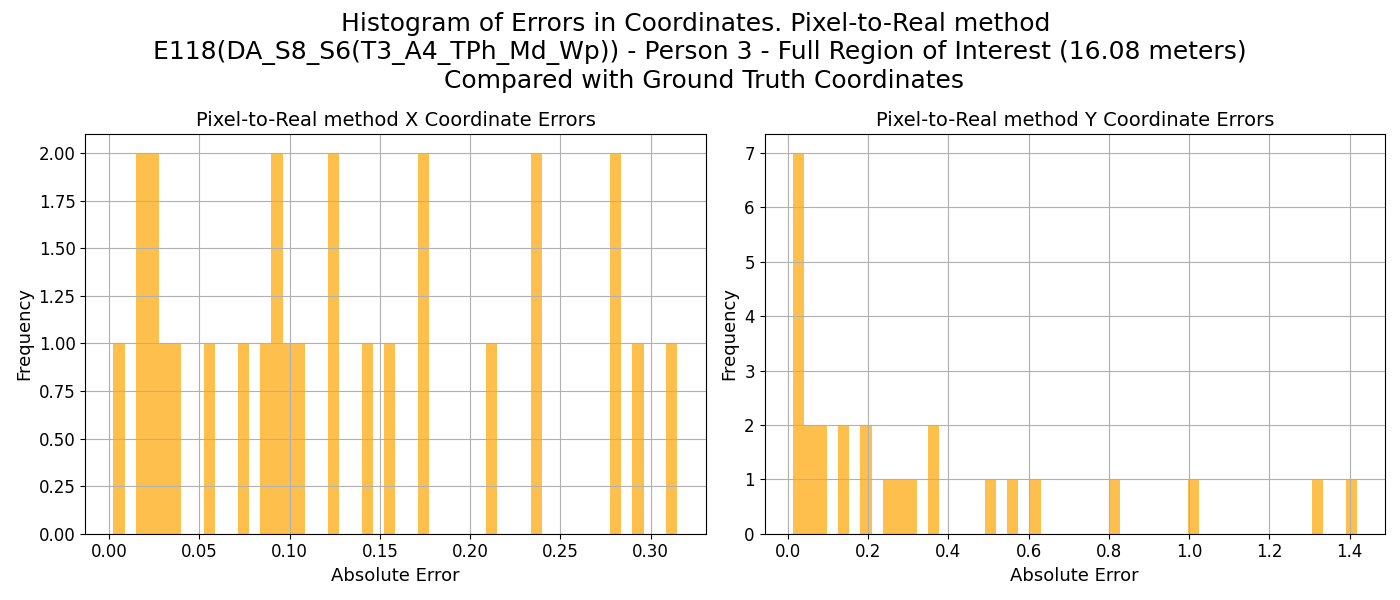 Histogram of Errors in Coordinates. Pixel-to-Real method
E118(DA_S8_S6(T3_A4_TPh_Md_Wp)) - Person 3 - Full Region of Interest (16.08 meters)
Compared with Ground Truth Coordinates
Pixel-to-Real method X Coordinate Errors
Frequency
2.00
1.75
1.50
1.25
1.00
0.75
0.50
0.25
0.00
0.00 0.05 0.10 0.15 0.20 0.25 0.30
Absolute Error
Pixel-to-Real method Y Coordinate Errors
Frequency
7
6
5
4
3
2
1
0
0.0 0.2 0.4 0.6 0.8 1.0 1.2 1.4
Absolute Error